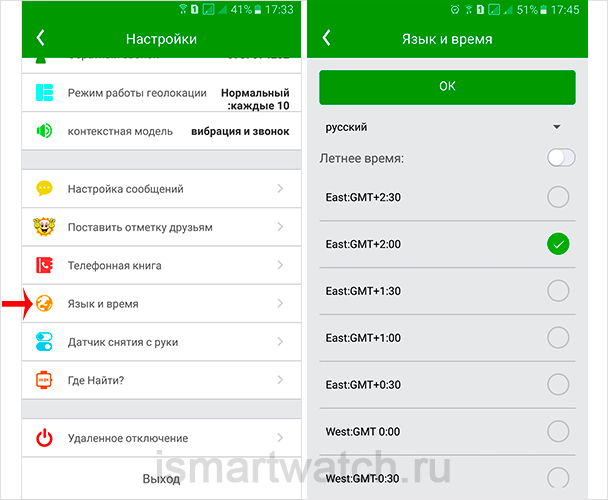 41% 17:33
Настройки
Режим работы геолокации
Нормальный
:каждые 10
контекстная модель
вибрация и звонок
Настройка сообщений
Поставить отметку друзьям
Телефонная книга
Язык и время
Датчик снятия с руки
Где Найти?
Удаленное отключение
Выход
51% 17:45
Язык и время
ОК
русский
Летнее время:
East:GMT+2:30
East:GMT+2:00
East:GMT+1:30
East:GMT+1:00
East:GMT+0:30
West:GMT 0:00
West:GMT-0:30
ismartwatch.ru